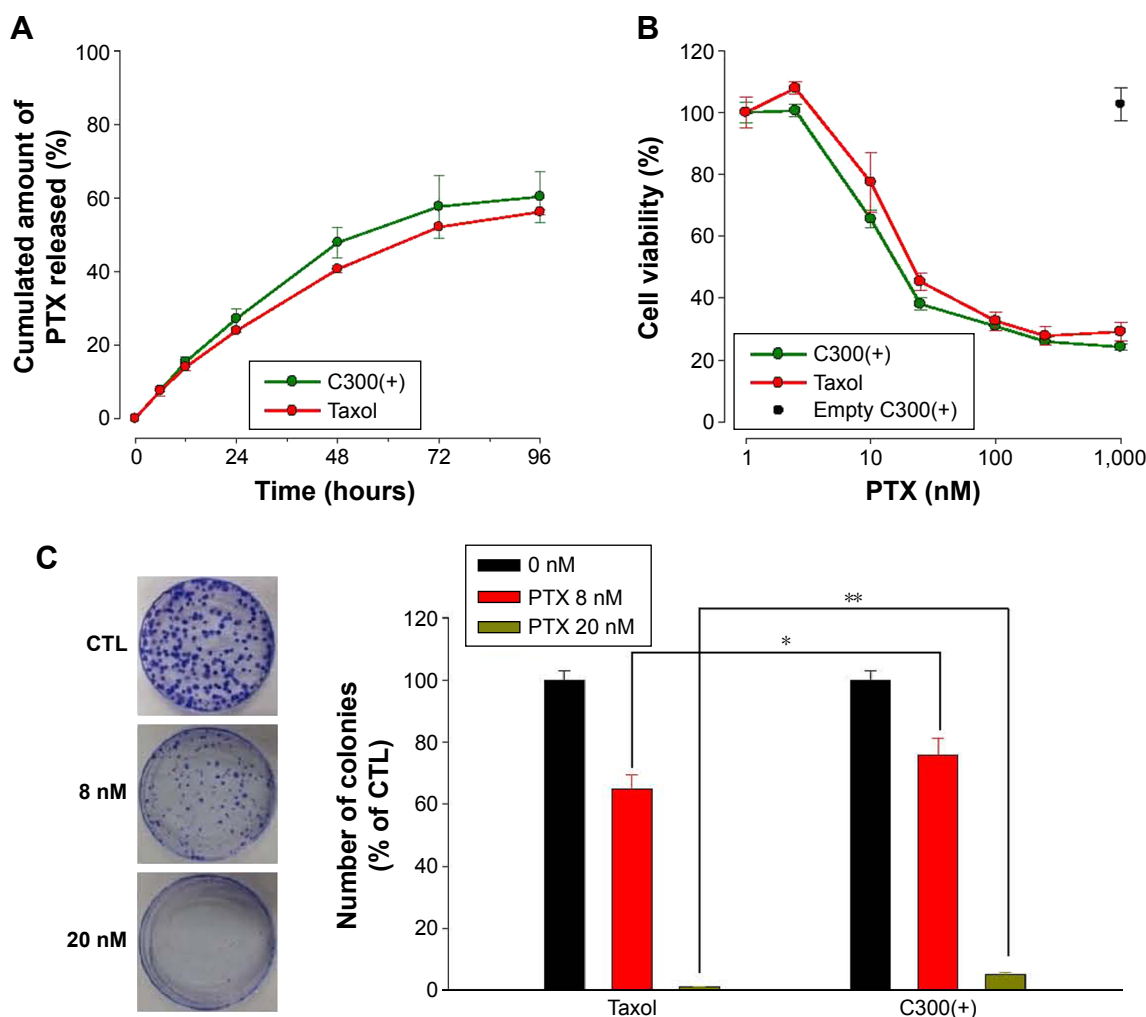 A
Cumulated amount of
PTX released (%)
100
80
60
40
20
0
C300(+)
Taxol
0
24
48
72
96
Time (hours)
B
Cell viability (%)
120
100
80
60
40
20
0
C300(+)
Taxol
Empty C300(+)
1
10
100
1,000
PTX (nM)
C
CTL
8 nM
20 nM
Number of colonies
(% of CTL)
0 nM
PTX 8 nM
PTX 20 nM
120
100
80
60
40
20
0
**
*
Taxol
C300(+)